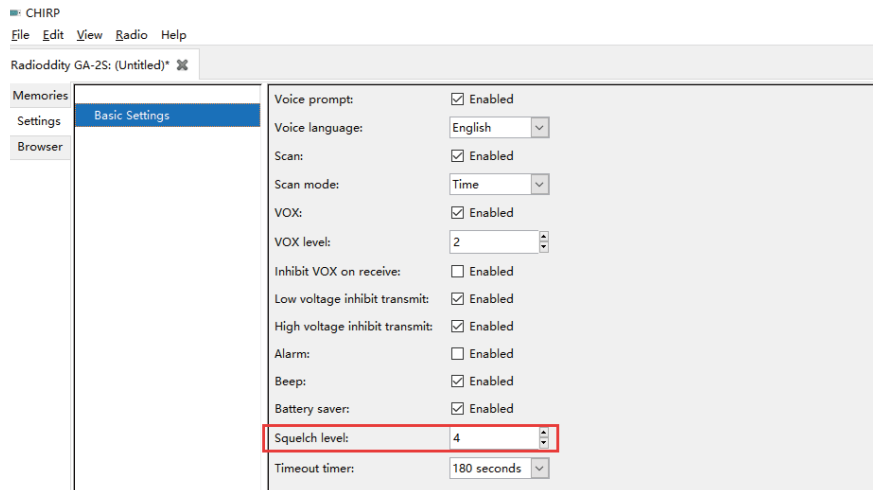 CHIRP
File Edit View Radio Help
Radioddity GA-2S: (Untitled)*
Memories
Settings
Browser
Basic Settings
Voice prompt: Enabled
Voice language: English
Scan: Enabled
Scan mode: Time
VOX: Enabled
VOX level: 2
Inhibit VOX on receive: Enabled
Low voltage inhibit transmit: Enabled
High voltage inhibit transmit: Enabled
Alarm: Enabled
Beep: Enabled
Battery saver: Enabled
Squelch level: 4
Timeout timer: 180 seconds